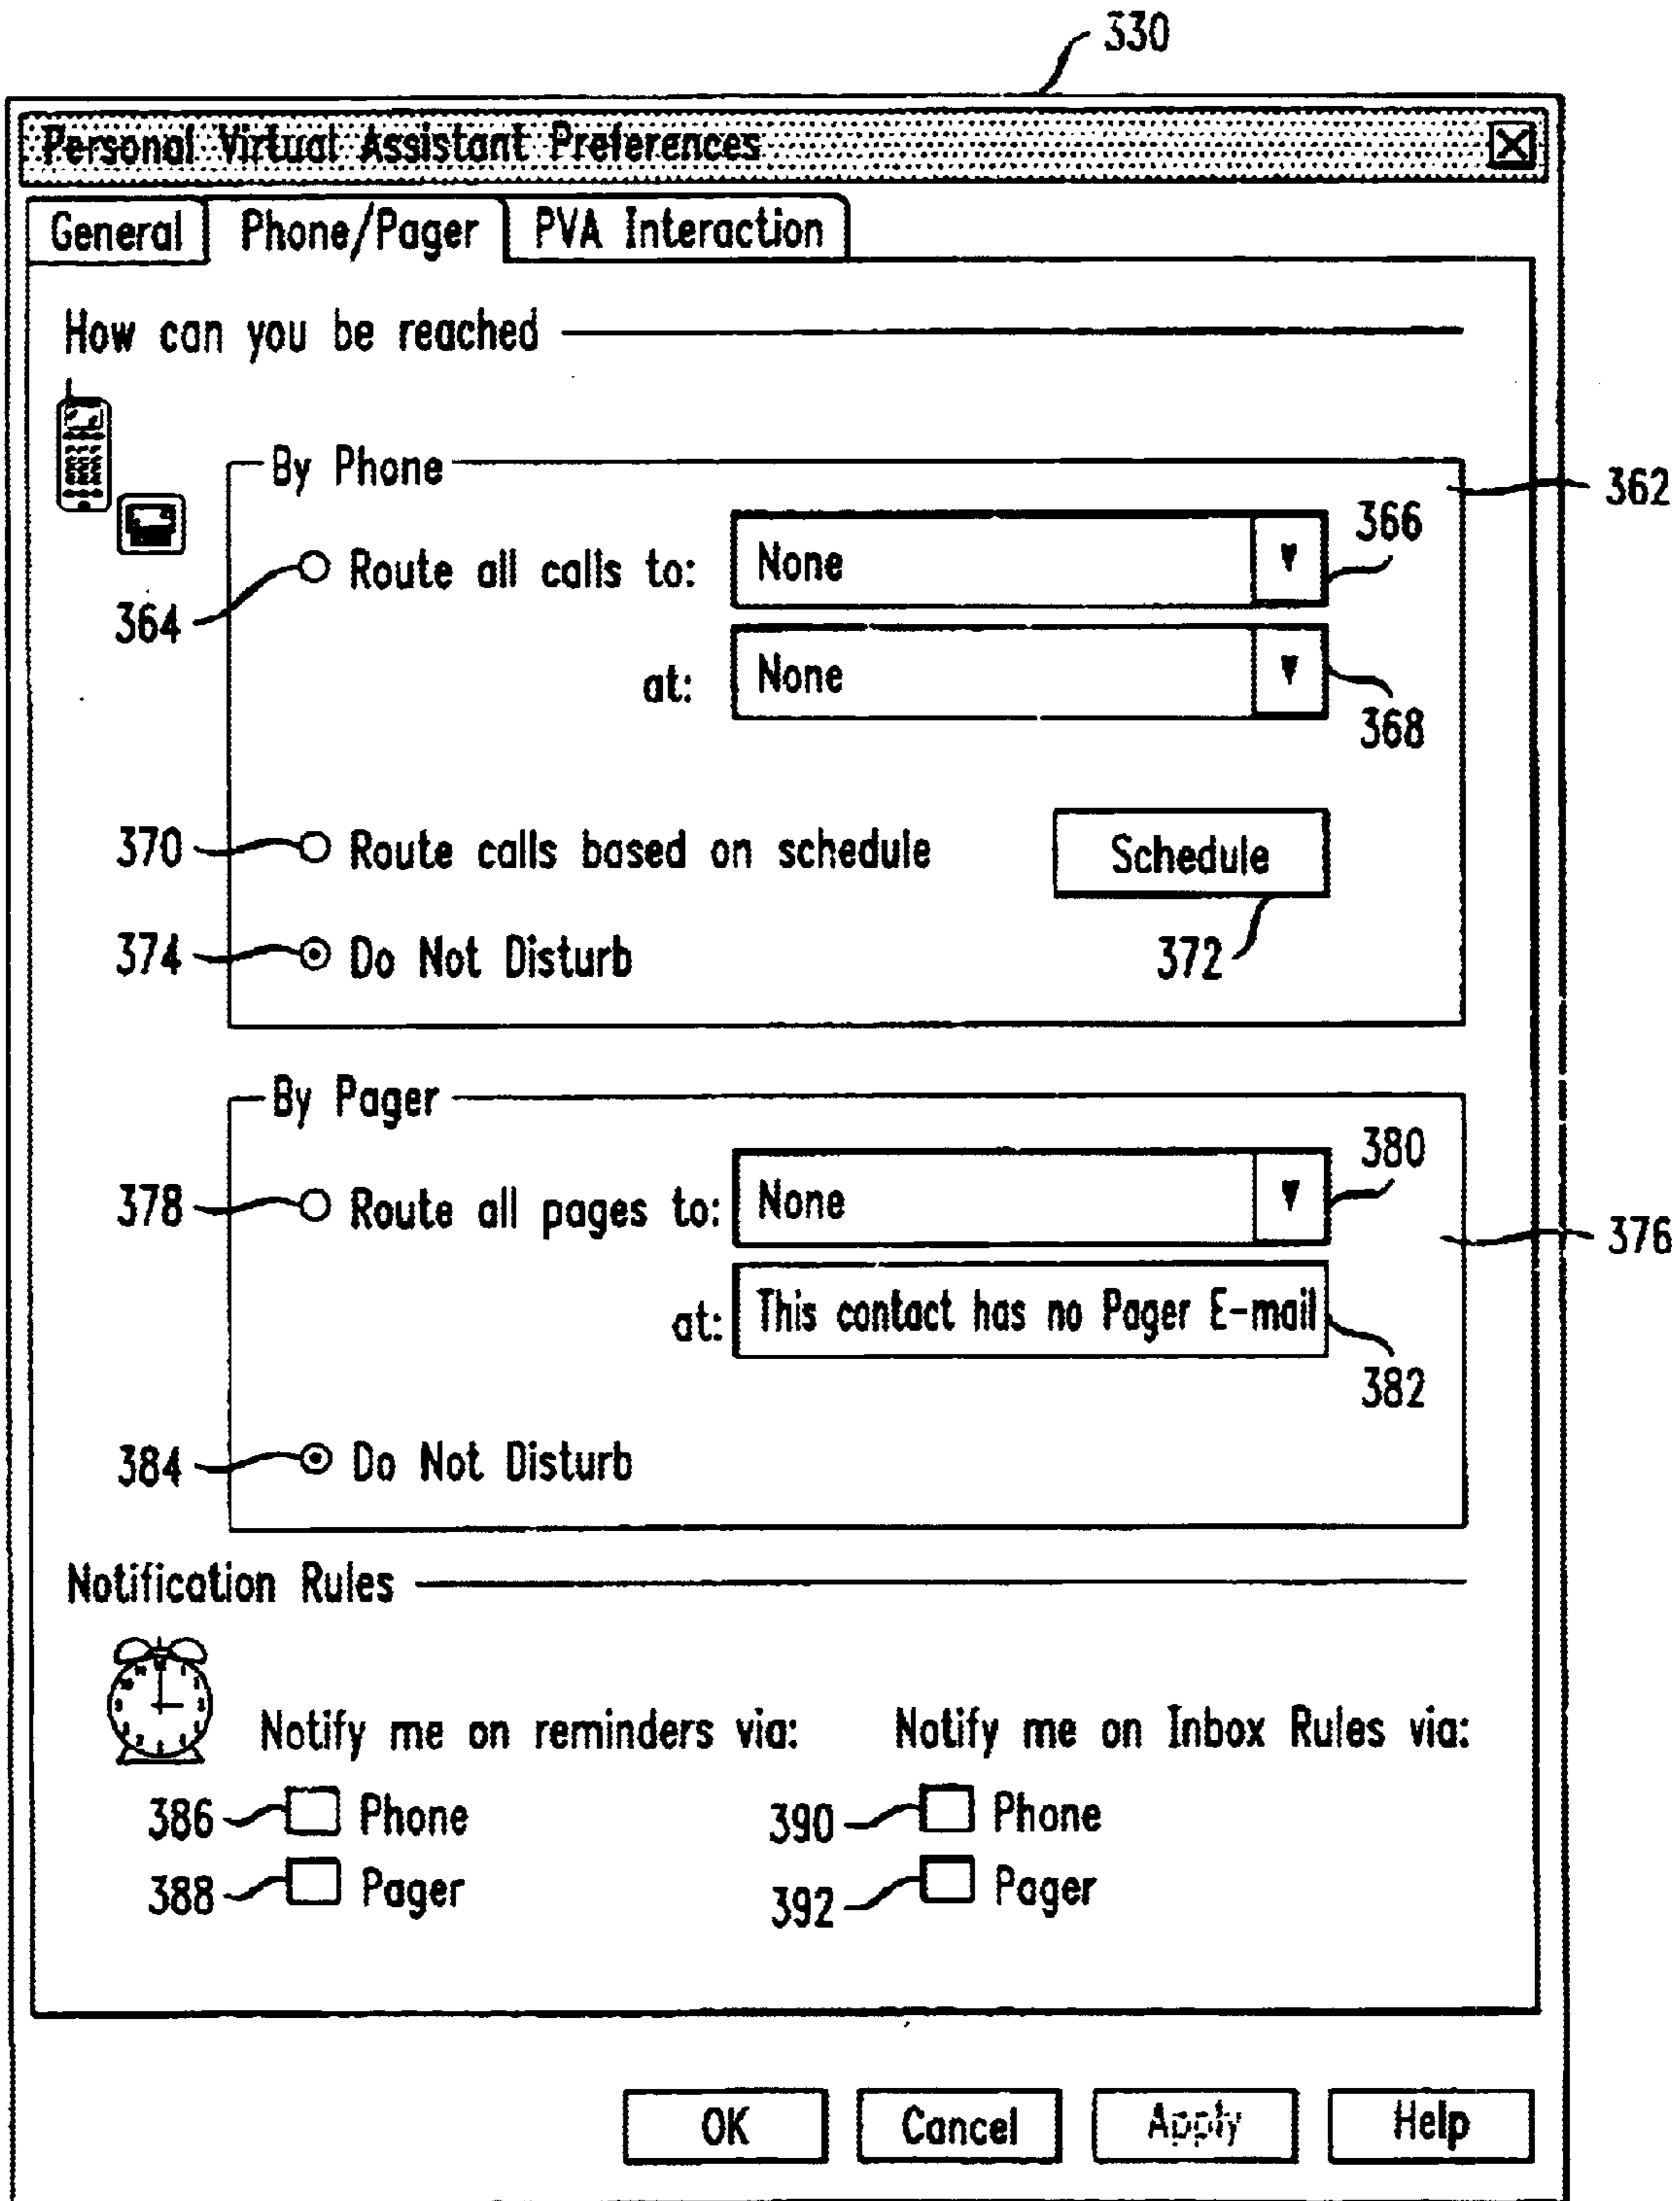 330
Personal Virtual Assistant Preferences
General Phone/Pager PVA Interaction
How can you be reached
By Phone
362
366
Route all calls to: None
364
at: None
368
370 Route calls based on schedule Schedule
374 Do Not Disturb 372
By Pager
380
378 Route all pages to: None
376
at: This contact has no Pager E-mail
382
384 Do Not Disturb
Notification Rules
Notify me on reminders via: Notify me on Inbox Rules via:
386 Phone 390 Phone
388 Pager 392 Pager
OK Cancel Apply Help